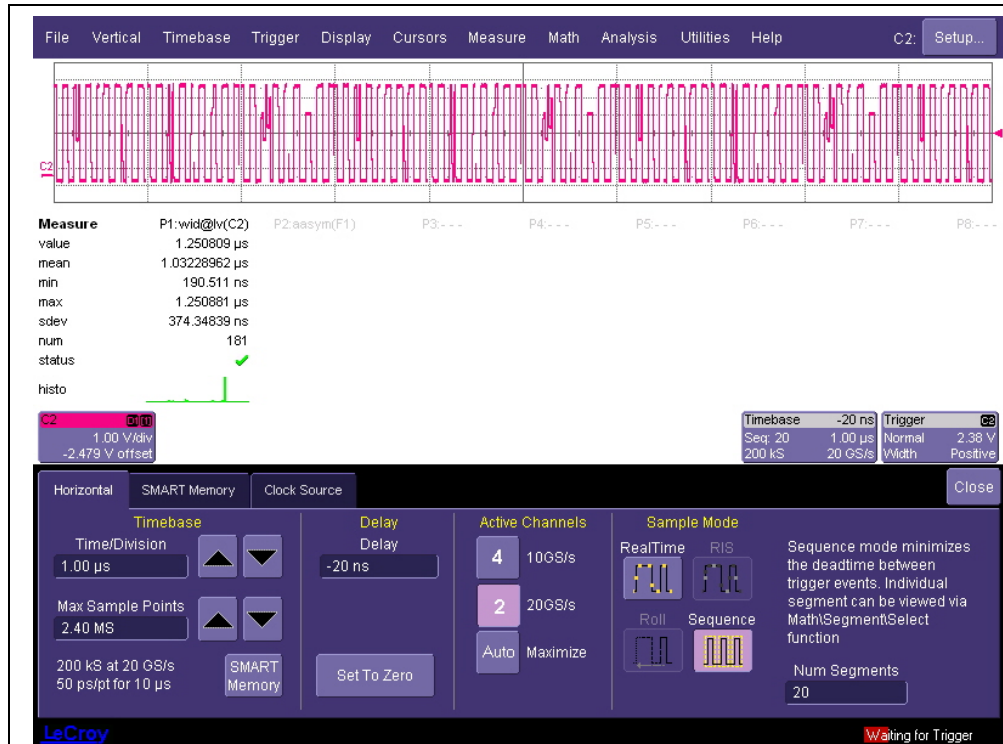 File Vertical Timebase Trigger Display Cursors Measure Math Analysis Utilities Help C2: Setup...
C2
Measure P1:wid@lv(C2) P2:aasym(F1) P3:- - - P4:- - - P5:- - - P6:- - - P7:- - - P8:- - -
value 1.250809 µs
mean 1.03228962 µs
min 190.511 ns
max 1.250881 µs
sdev 374.34839 ns
num 181
status
histo
C2
1.00 V/div
-2.479 V offset
Timebase -20 ns
Seq: 20 1.00 µs
200 kS 20 GS/s
Trigger C2
Normal 2.38 V
Width Positive
Horizontal SMART Memory Clock Source Close
Timebase
Time/Division
1.00 µs
Max Sample Points
2.40 MS
200 kS at 20 GS/s
50 ps/pt for 10 µs
SMART
Memory
Delay
Delay
-20 ns
Set To Zero
Active Channels
4 10GS/s
2 20GS/s
Auto Maximize
Sample Mode
RealTime RIS
Roll Sequence
Sequence mode minimizes
the deadtime between
trigger events. Individual
segment can be viewed via
Math\Segment\Select
function
Num Segments
20
LeCroy
Waiting for Trigger